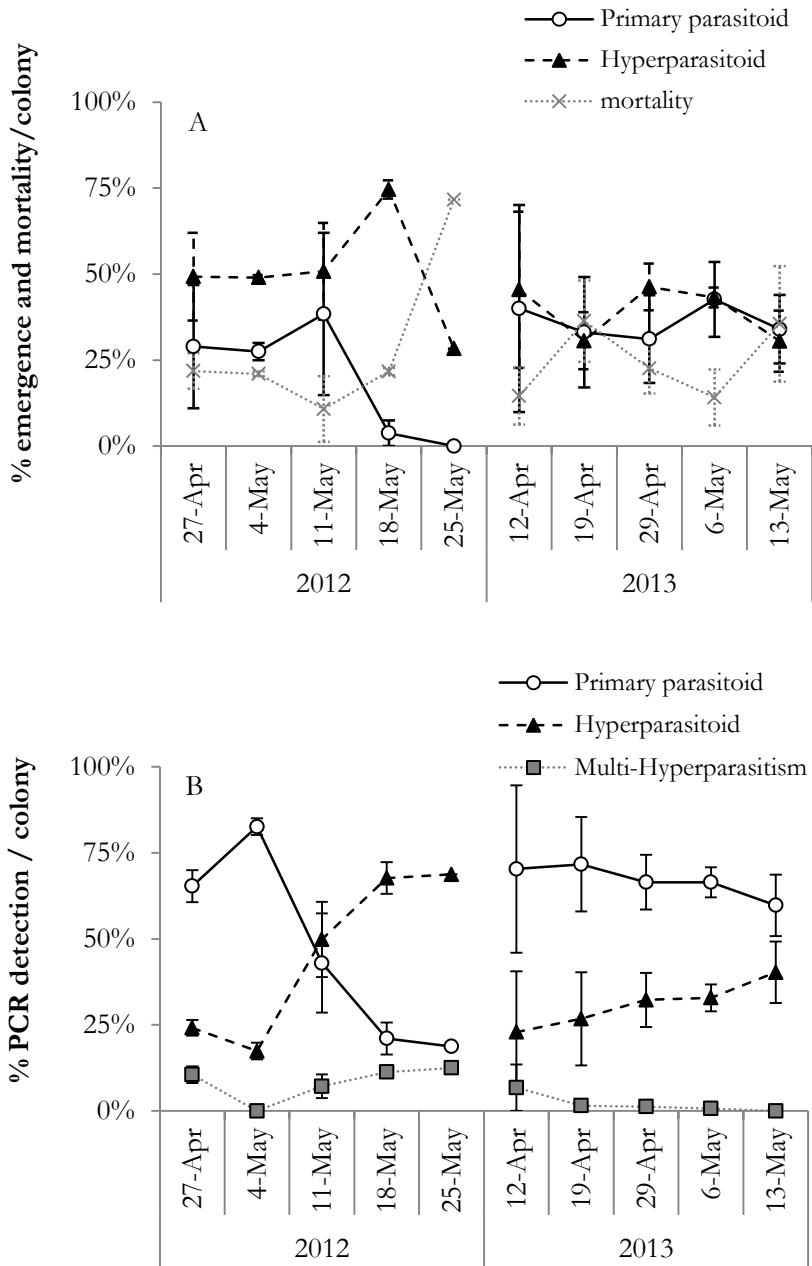 Primary parasitoid
Hyperparasitoid
mortality
% emergence and mortality/colony
100%
75%
50%
25%
0%
A
27-Apr
4-May
11-May
18-May
25-May
12-Apr
19-Apr
29-Apr
6-May
13-May
2012
2013
Primary parasitoid
Hyperparasitoid
Multi-Hyperparasitism
% PCR detection / colony
100%
75%
50%
25%
0%
B
27-Apr
4-May
11-May
18-May
25-May
12-Apr
19-Apr
29-Apr
6-May
13-May
2012
2013